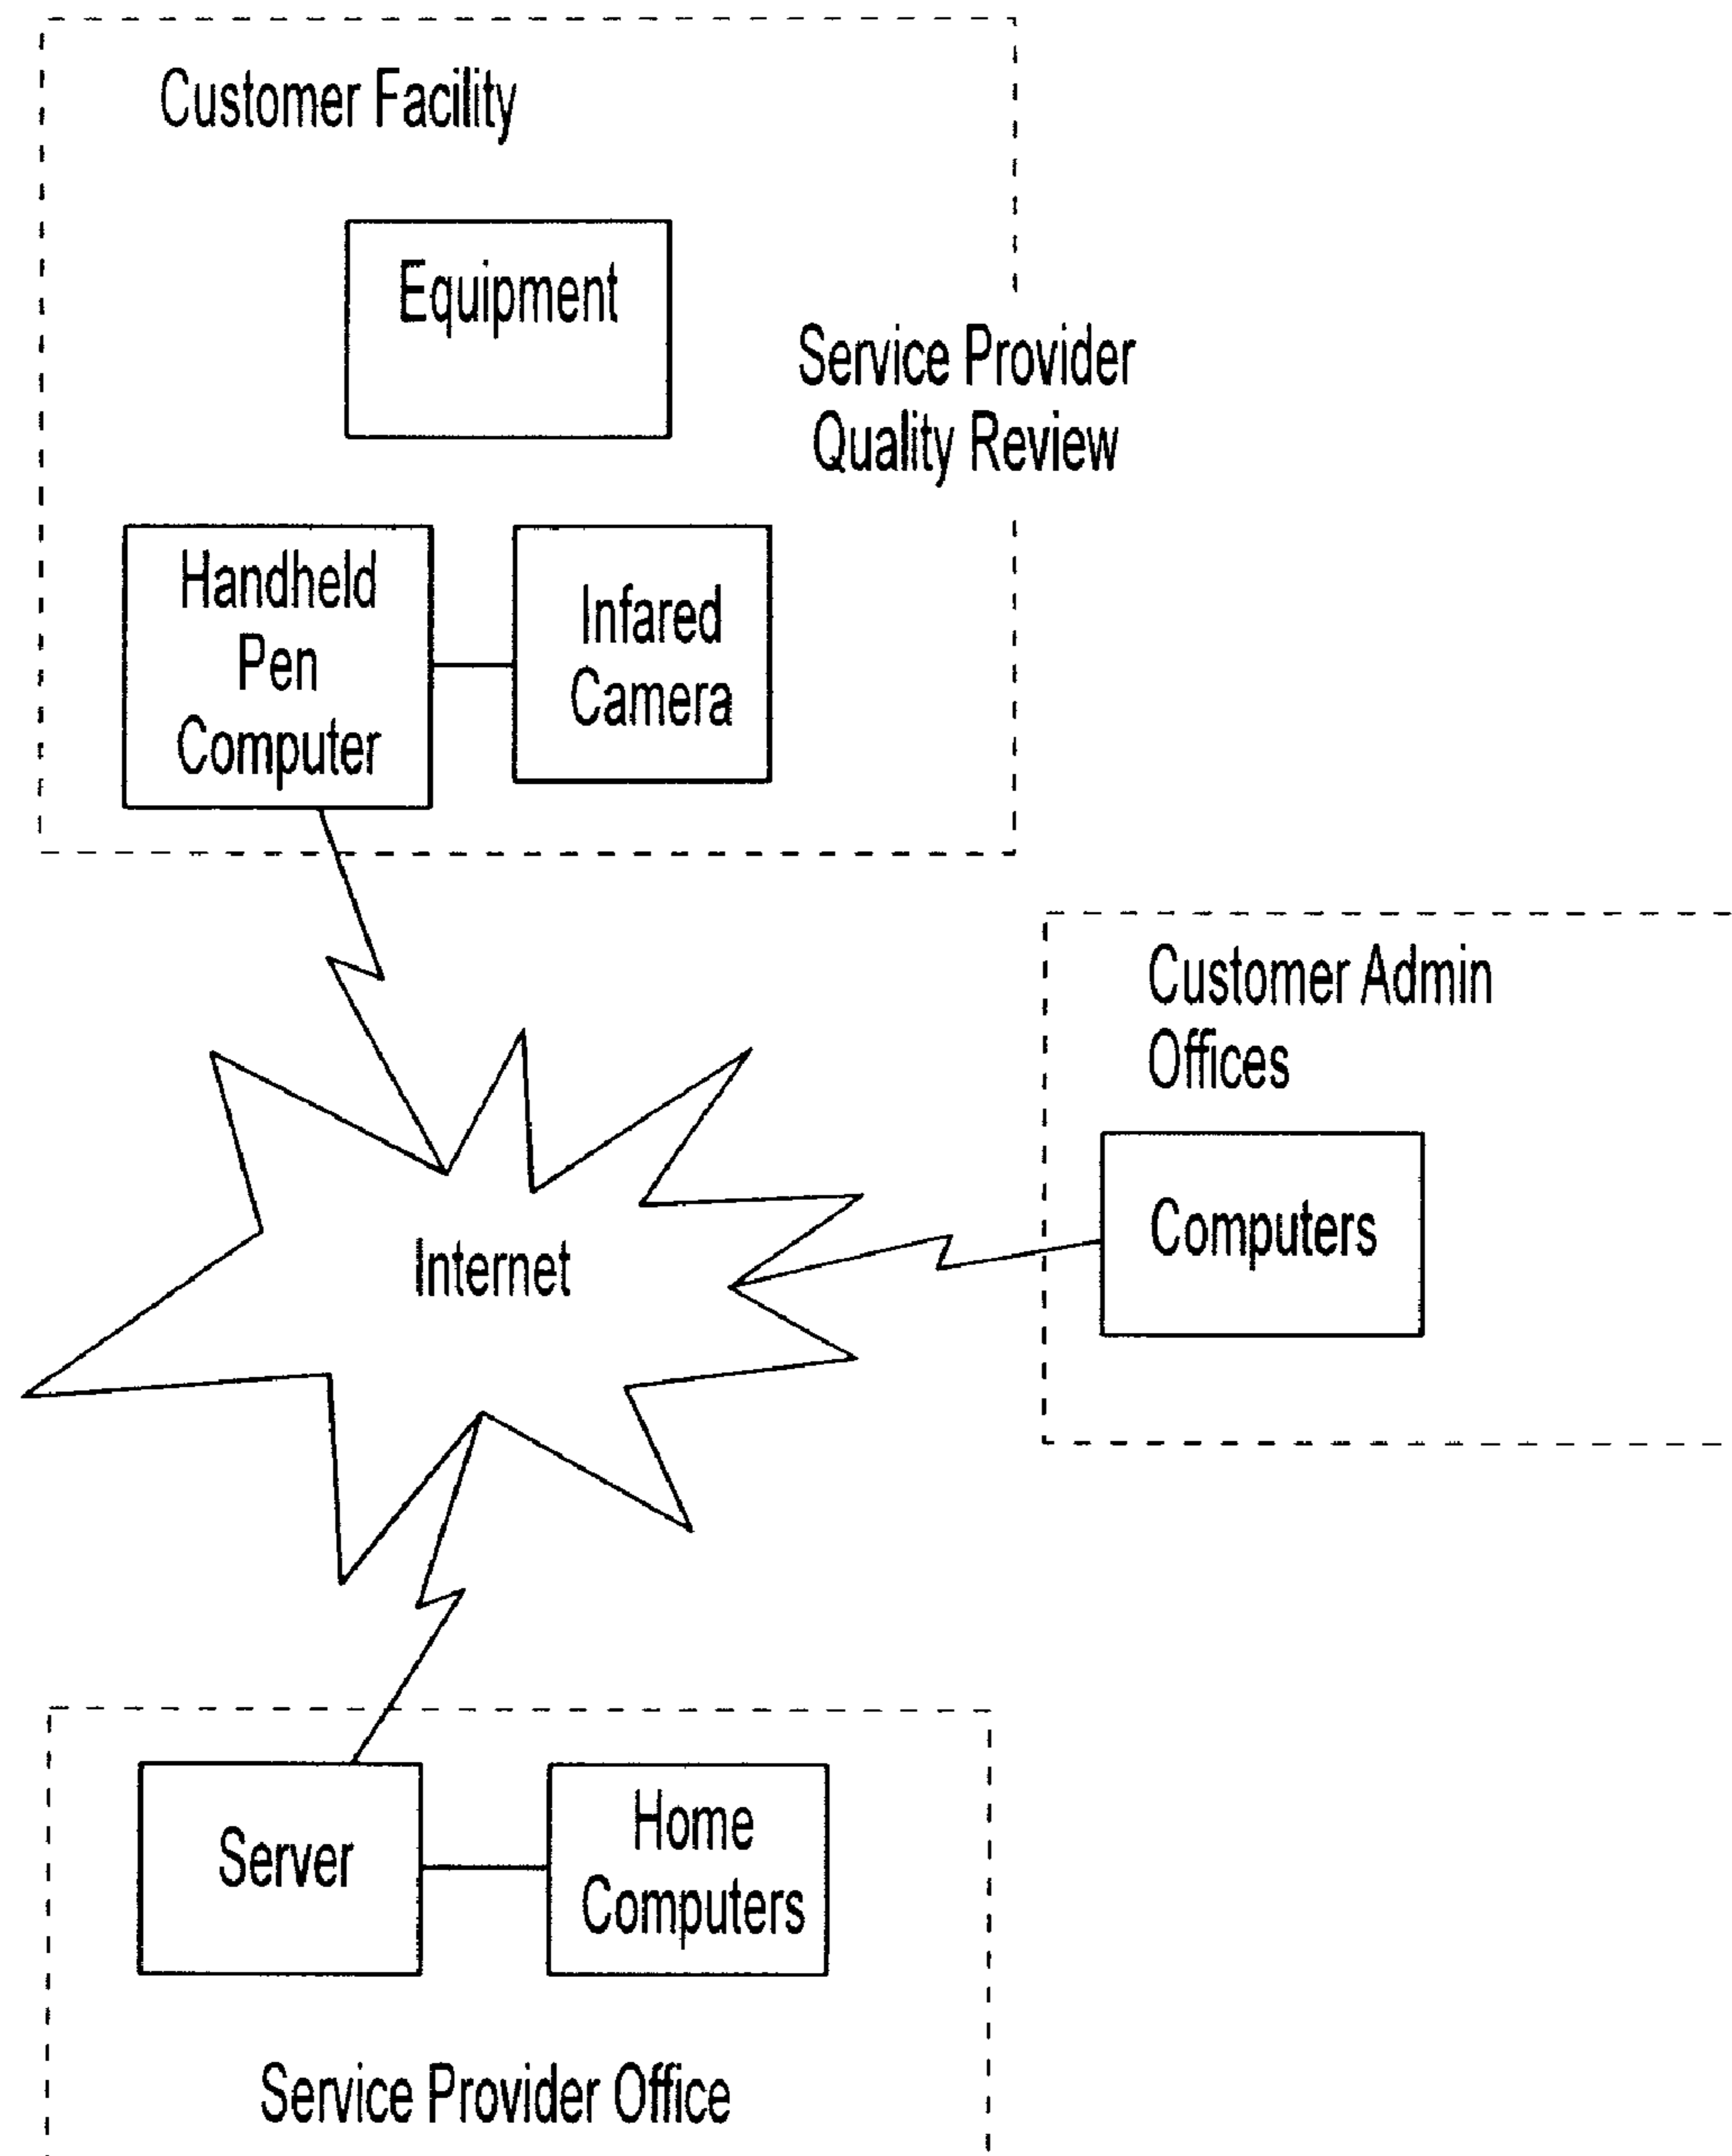 Customer Facility
Equipment
Service Provider
Quality Review
Handheld
Pen
Computer
Infared
Camera
Customer Admin
Offices
Computers
Internet
Server
Home
Computers
Service Provider Office